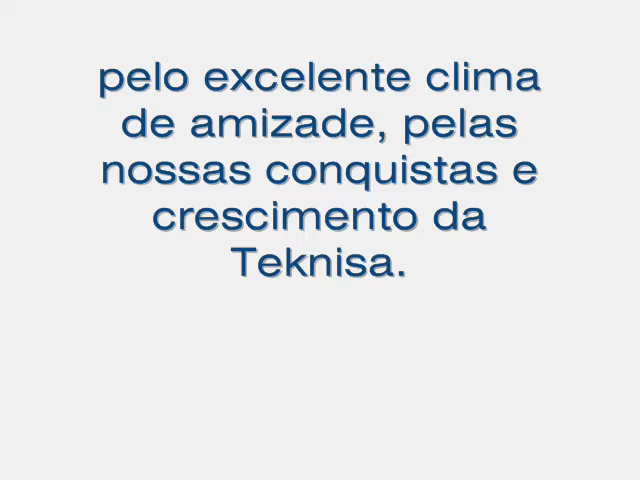 pelo excelente clima
de amizade, pelas
nossas conquistas e
crescimento da
Teknisa.